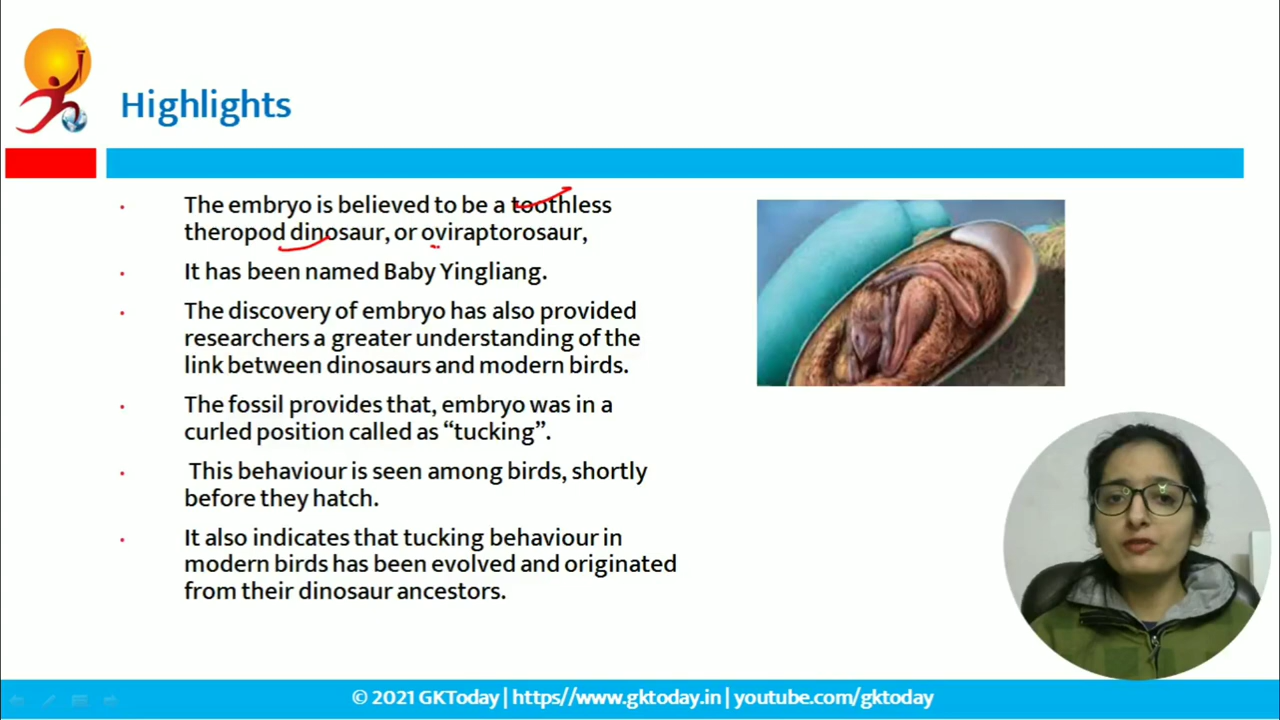 Highlights
The embryo is believed to be a toothless
theropod dinosaur, or oviraptorosaur,
It has been named Baby Yingliang.
The discovery of embryo has also provided
researchers a greater understanding of the
link between dinosaurs and modern birds.
The fossil provides that, embryo was in a
curled position called as “tucking”.
This behaviour is seen among birds, shortly
before they hatch.
It also indicates that tucking behaviour in
modern birds has been evolved and originated
from their dinosaur ancestors.
© 2021 GKToday | https//www.gktoday.in | youtube.com/gktoday